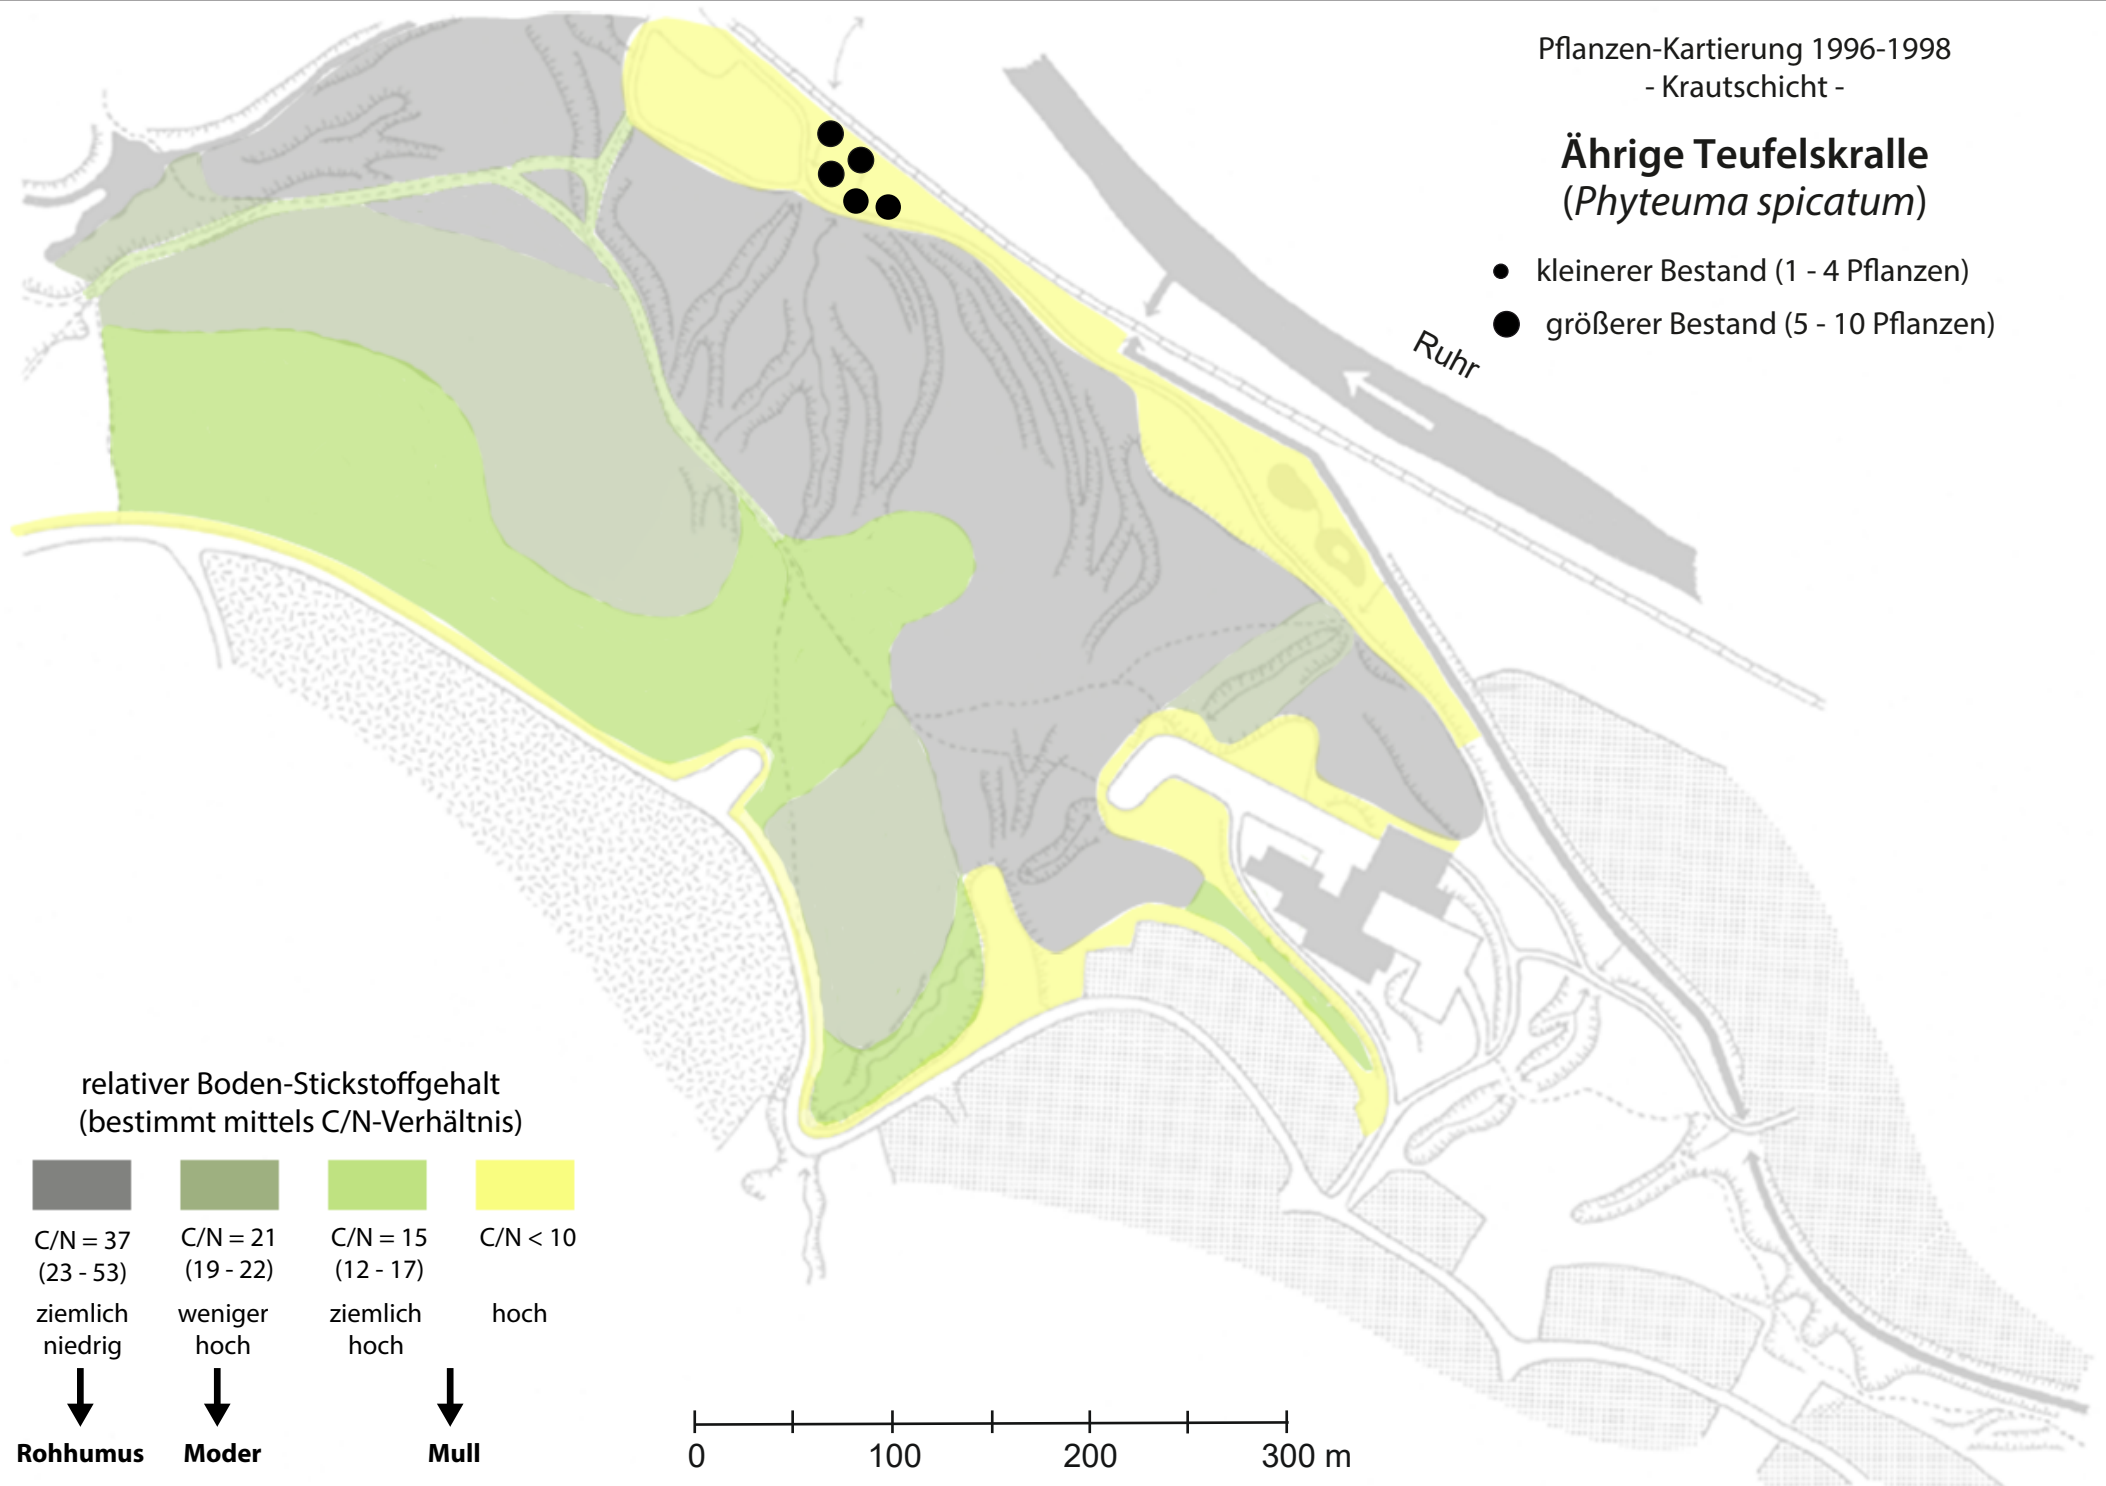 Pflanzen-Kartierung 1996-1998
- Krautschicht -
Ährige Teufelskralle
(Phyteuma spicatum)
kleinerer Bestand (1 - 4 Pflanzen)
größerer Bestand (5 - 10 Pflanzen)
Ruhr
relativer Boden-Stickstoffgehalt
(bestimmt mittels C/N-Verhältnis)
C/N = 37 C/N = 21 C/N = 15 C/N < 10
(23 - 53) (19 - 22) (12 - 17)
ziemlich weniger ziemlich hoch
niedrig hoch hoch
Rohhumus Moder Mull
0 100 200 300 m